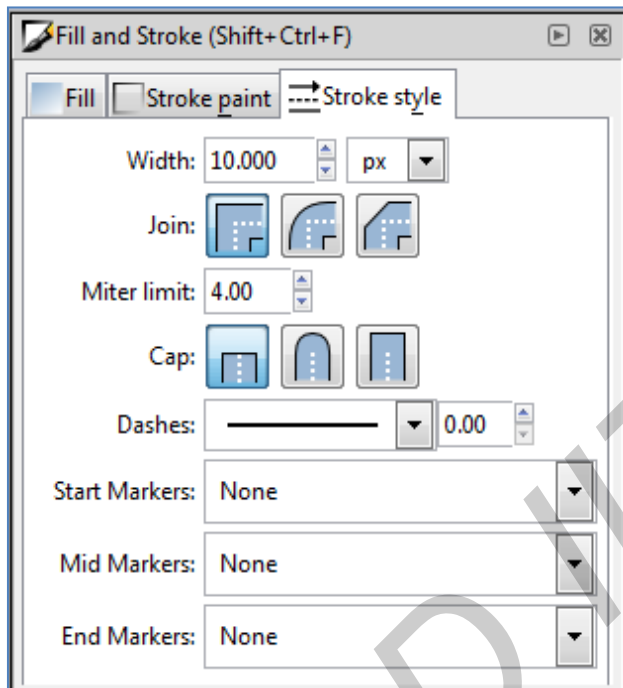 Fill and Stroke (Shift+Ctrl+F)
Fill Stroke paint Stroke style
Width: 10.000 px
Join:
Miter limit: 4.00
Cap:
Dashes: 0.00
Start Markers: None
Mid Markers: None
End Markers: None